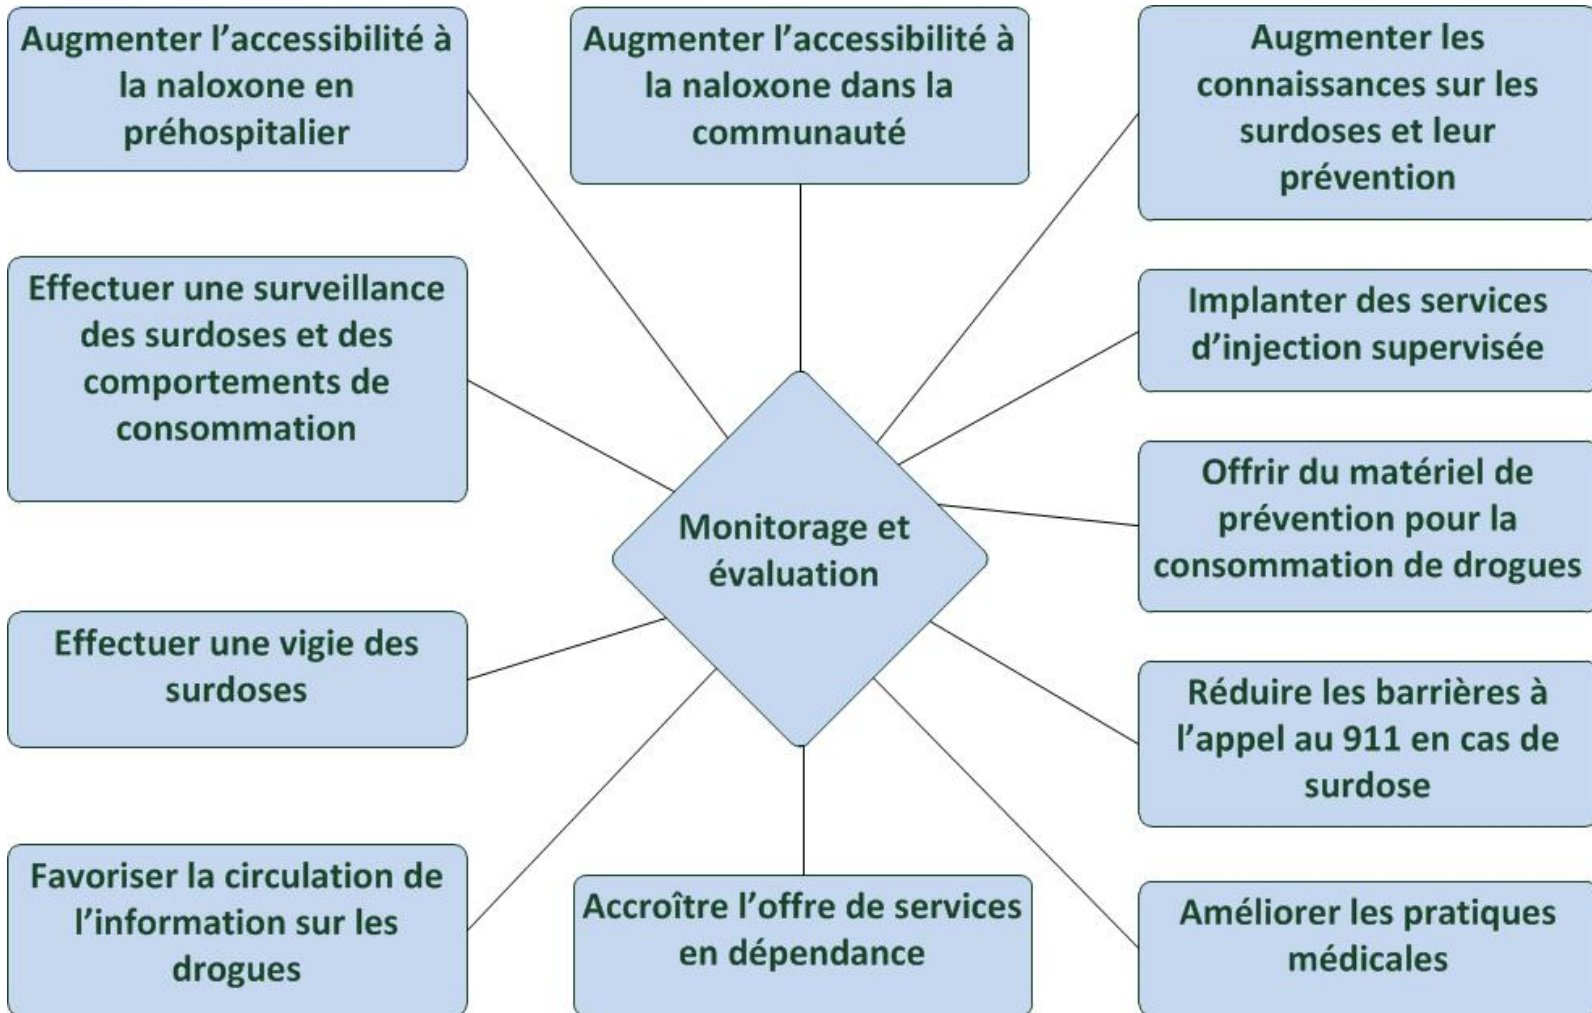 Augmenter l’accessibilité à
la naloxone en
préhospitalier
Augmenter l’accessibilité à
la naloxone dans la
communauté
Augmenter les
connaissances sur les
surdoses et leur
prévention
Effectuer une surveillance
des surdoses et des
comportements de
consommation
Implanter des services
d’injection supervisée
Offrir du matériel de
prévention pour la
consommation de drogues
Monitorage et
évaluation
Effectuer une vigie des
surdoses
Réduire les barrières à
l’appel au 911 en cas de
surdose
Favoriser la circulation de
l’information sur les
drogues
Accroître l’offre de services
en dépendance
Améliorer les pratiques
médicales